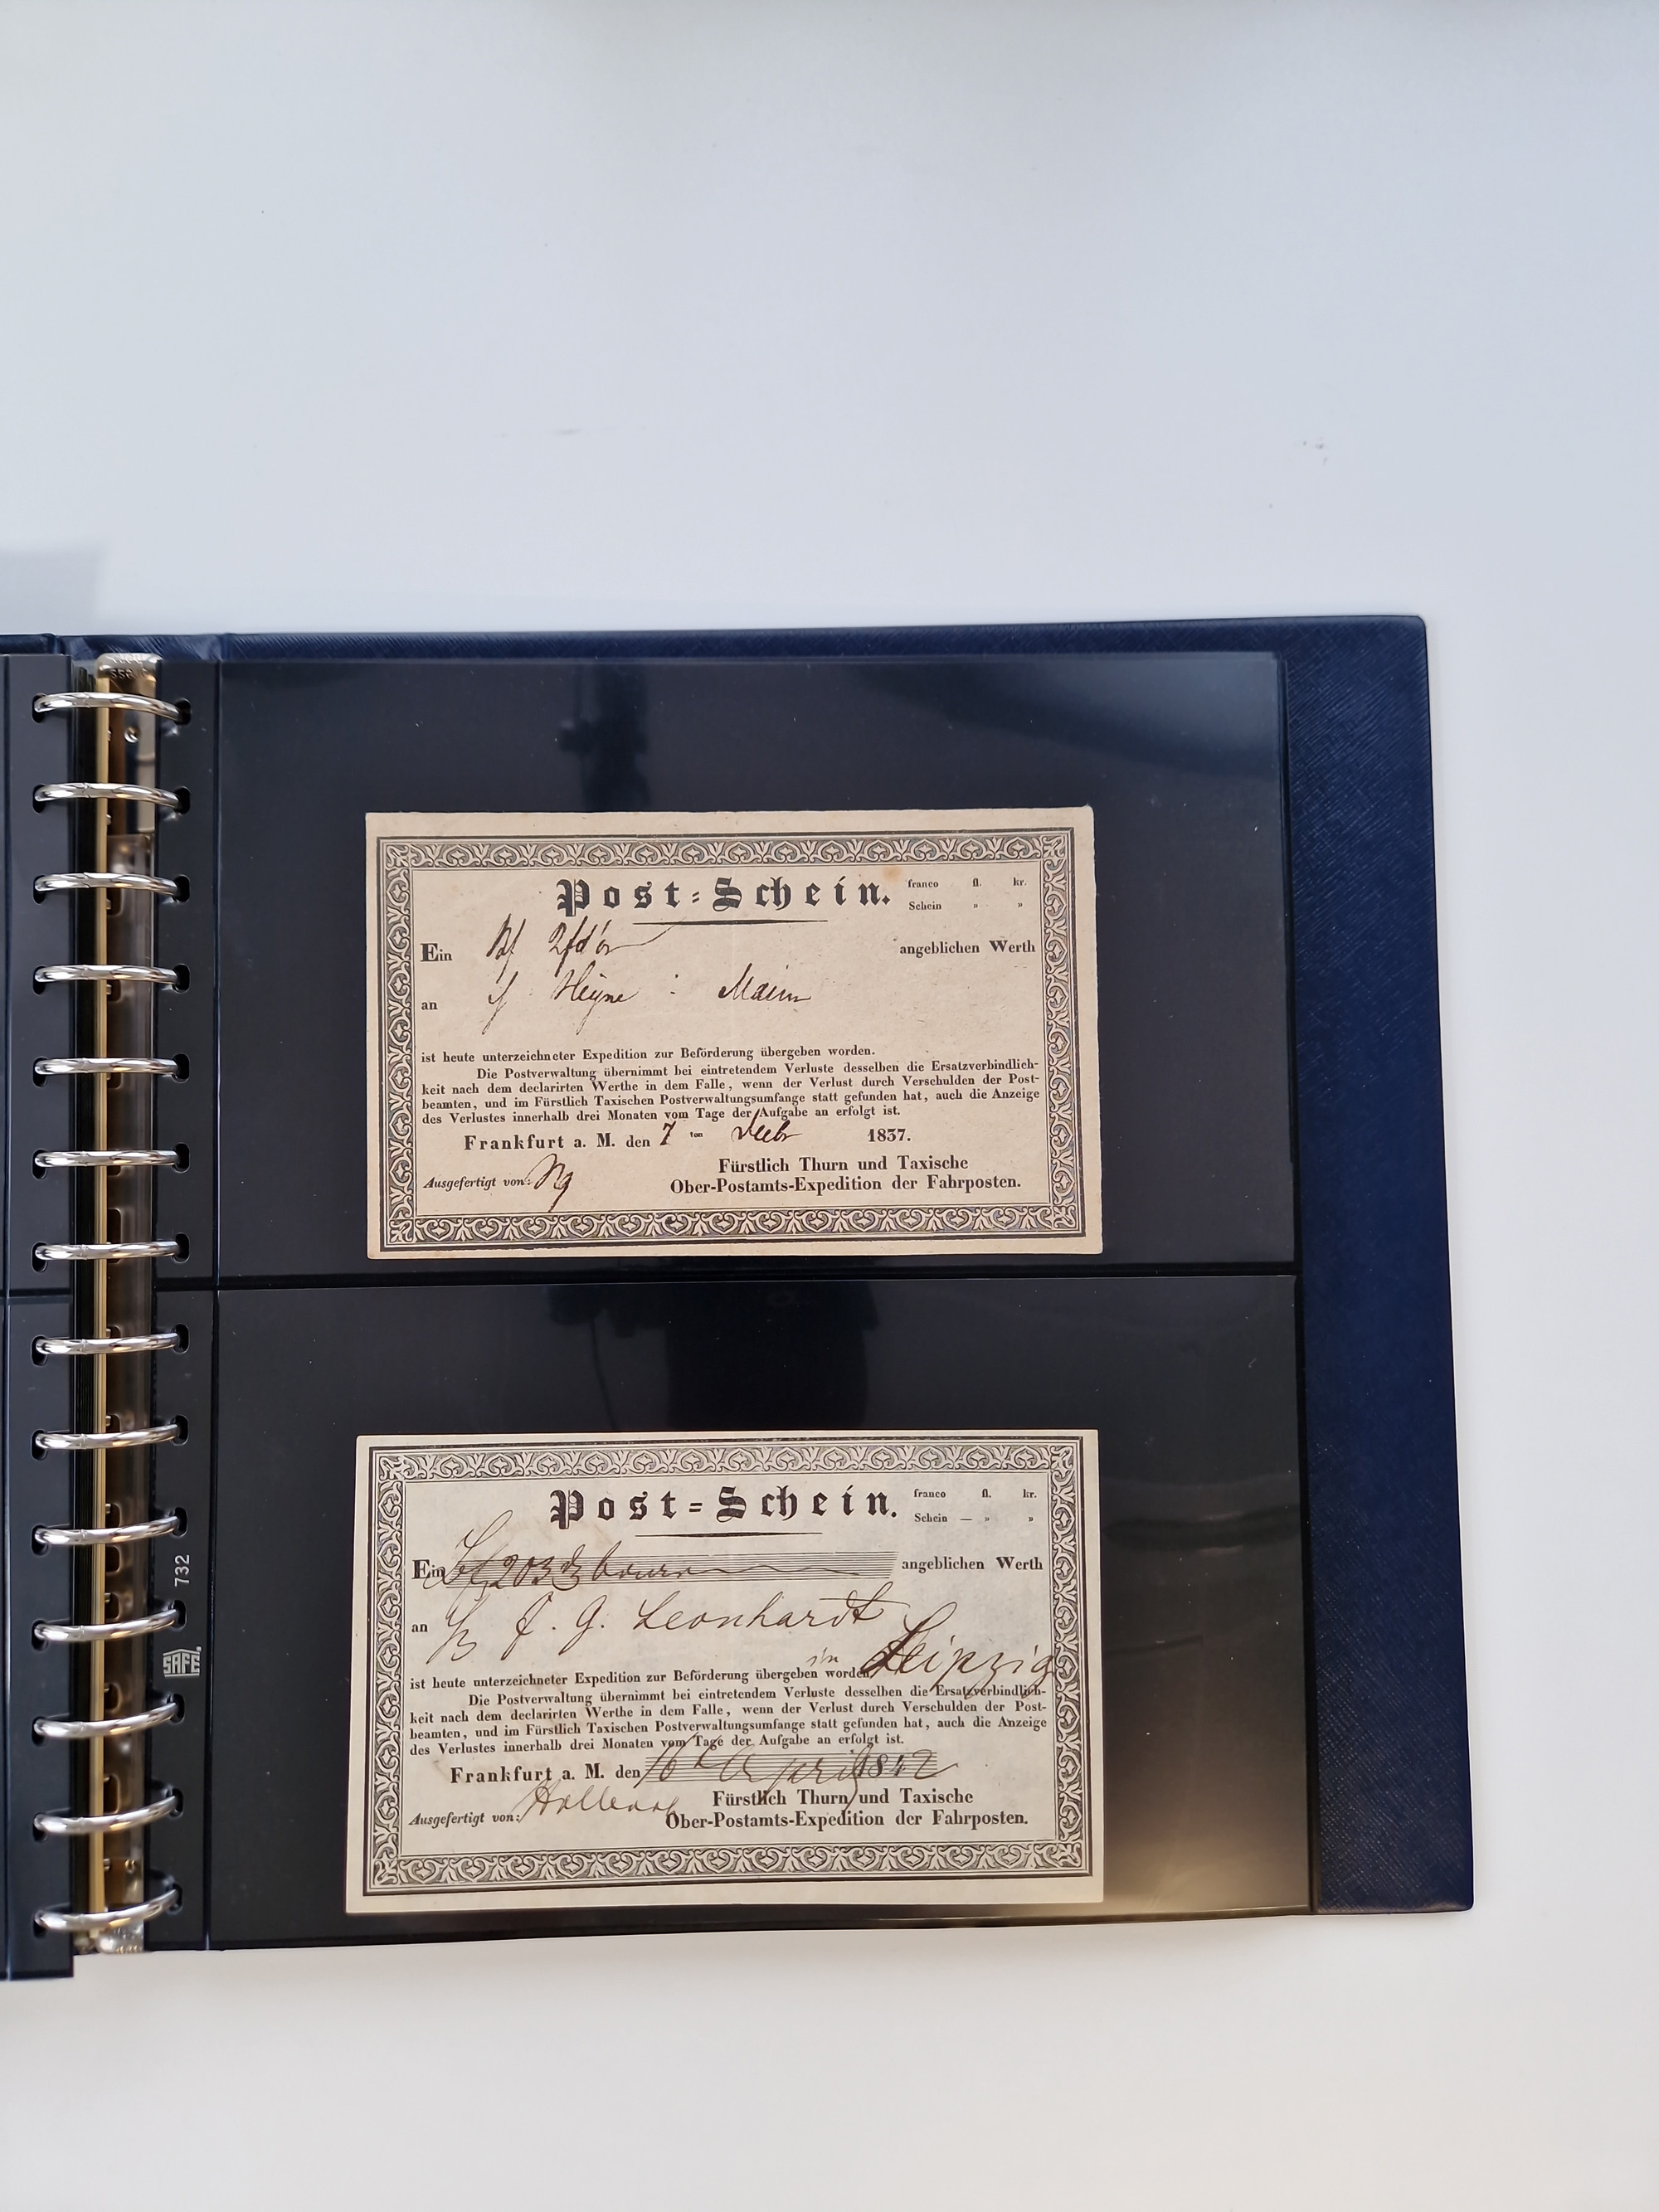 Post-Schein.
franco fl. kr.
Schein " "
Ein angeblichen Werth
an Heyne
ist heute unterzeichneter Expedition zur Beförderung übergeben worden.
Die Postverwaltung übernimmt bei eintretendem Verluste desselben die Ersatzverbindlich-
keit nach dem declarirten Werthe in dem Falle, wenn der Verlust durch Verschulden der Post-
beamten, und im Fürstlich Taxischen Postverwaltungsumfange statt gefunden hat, auch die Anzeige
des Verlustes innerhalb drei Monaten vom Tage der Aufgabe an erfolgt ist.
Frankfurt a. M. den 7 ten 1837.
Fürstlich Thurn und Taxische
Ausgefertigt von: Ober-Postamts-Expedition der Fahrposten.
Post-Schein.
franco fl. kr.
Schein — " "
Ein angeblichen Werth
an J. G. Leonhardt
in Leipzig
ist heute unterzeichneter Expedition zur Beförderung übergeben worden
Die Postverwaltung übernimmt bei eintretendem Verluste desselben die Ersatzverbindlich-
keit nach dem declarirten Werthe in dem Falle, wenn der Verlust durch Verschulden der Post-
beamten, und im Fürstlich Taxischen Postverwaltungsumfange statt gefunden hat, auch die Anzeige
des Verlustes innerhalb drei Monaten vom Tage der Aufgabe an erfolgt ist.
Frankfurt a. M. den 16 April 1842
Fürstlich Thurn und Taxische
Ausgefertigt von: Ober-Postamts-Expedition der Fahrposten.
732
SAFE